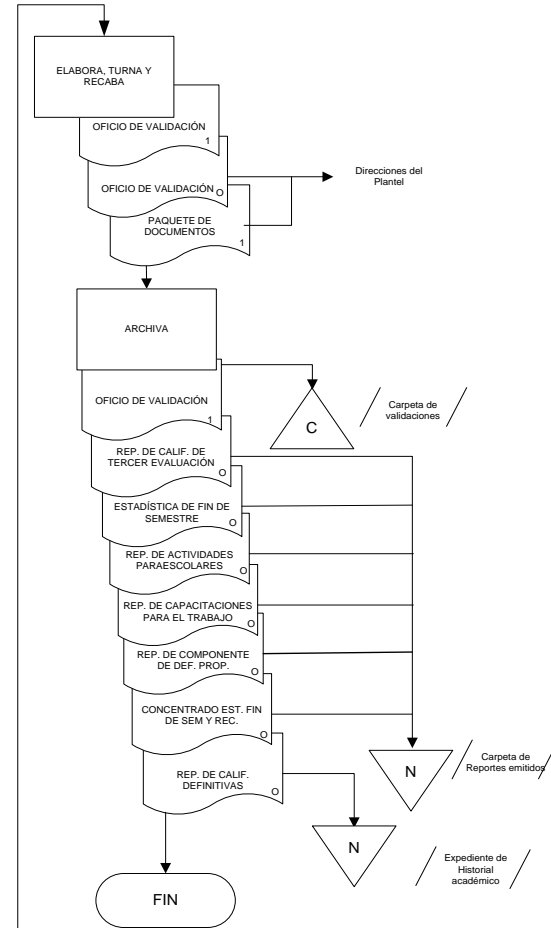 ELABORA, TURNA Y
RECABA
OFICIO DE VALIDACIÓN
1
OFICIO DE VALIDACIÓN
O
PAQUETE DE
DOCUMENTOS
1
Direcciones del
Plantel
ARCHIVA
OFICIO DE VALIDACIÓN
1
C
Carpeta de
validaciones
REP. DE CALIF. DE
TERCER EVALUACIÓN
O
ESTADÍSTICA DE FIN DE
SEMESTRE
O
REP. DE ACTIVIDADES
PARAESCOLARES
O
REP. DE CAPACITACIONES
PARA EL TRABAJO
O
REP. DE COMPONENTE
DE DEF. PROP.
O
CONCENTRADO EST. FIN
DE SEM Y REC.
O
REP. DE CALIF.
DEFINITIVAS
O
N
Carpeta de
Reportes emitidos
N
Expediente de
Historial
académico
FIN